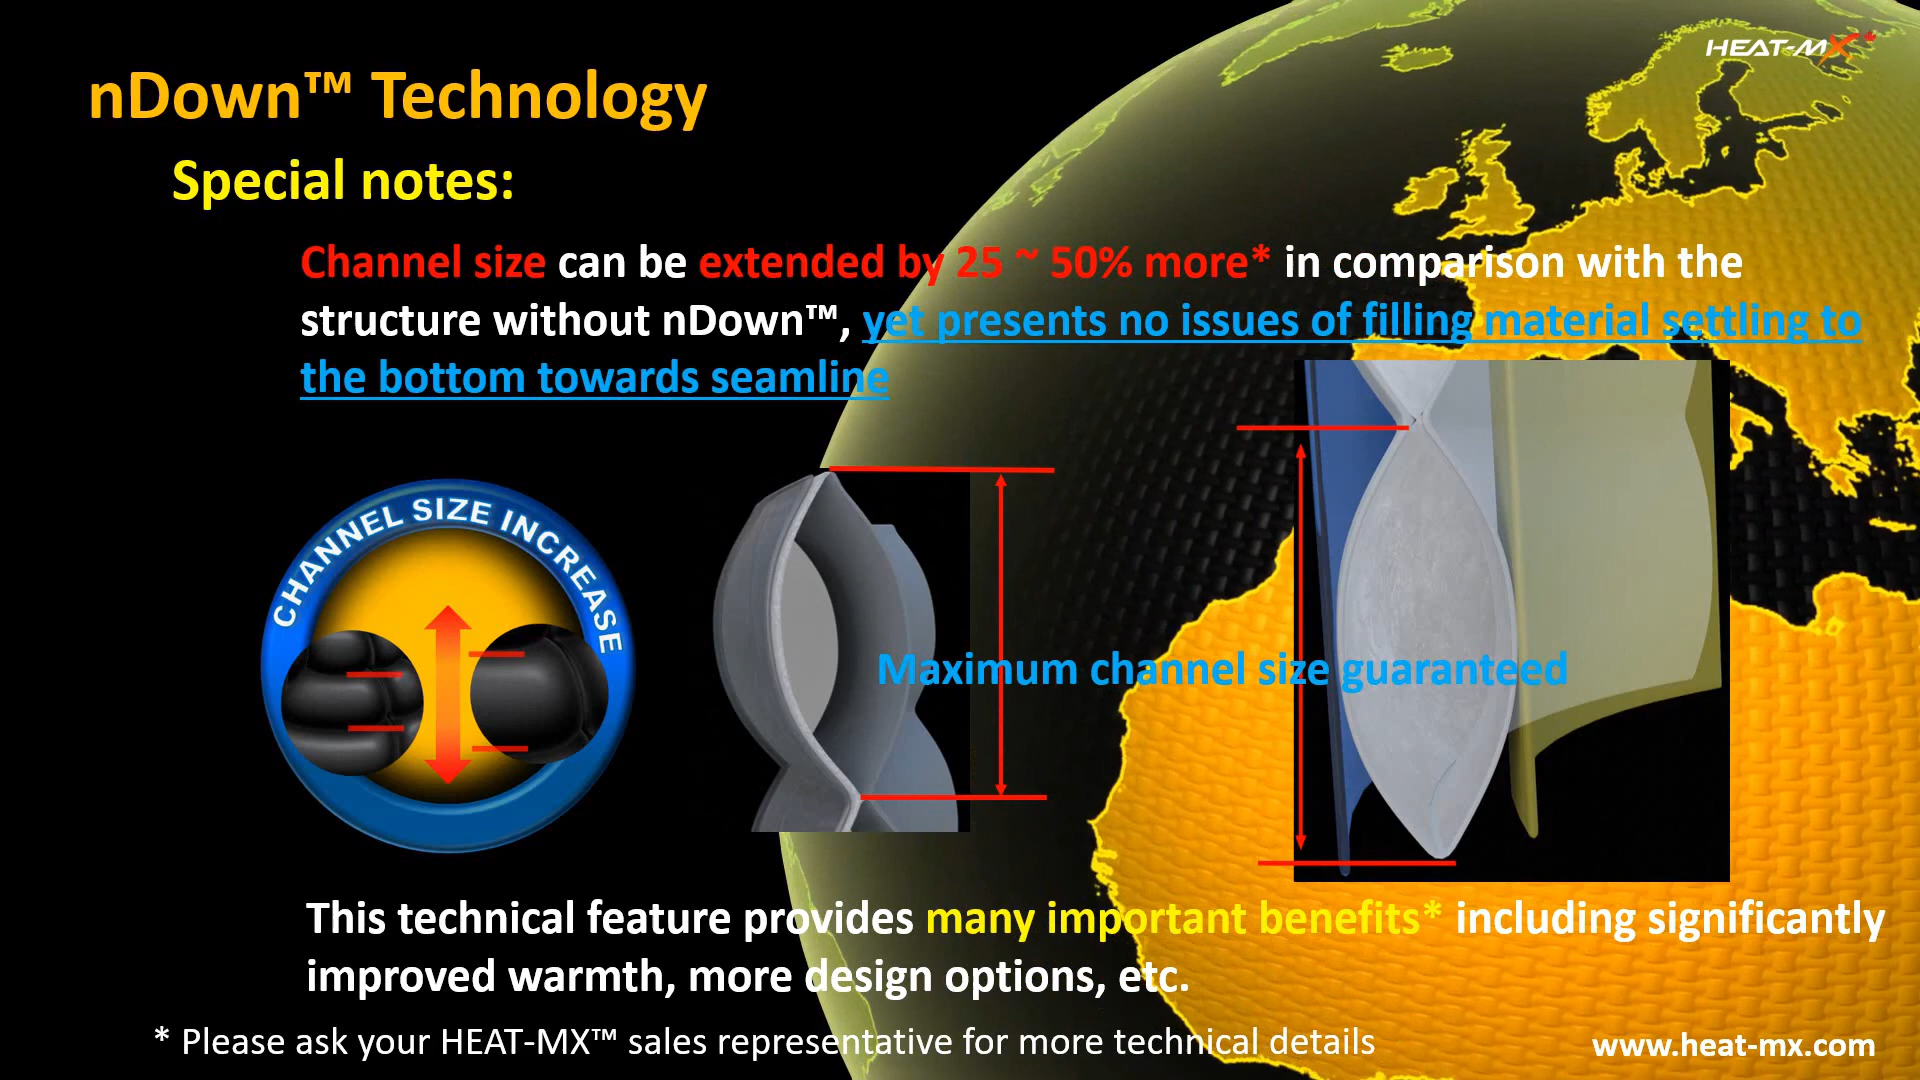 HEAT-MX
nDown™ Technology
Special notes:
Channel size can be extended by 25 ~ 50% more* in comparison with the
structure without nDown™, yet presents no issues of filling material settling to
the bottom towards seamline
CHANNEL SIZE INCREASE
Maximum channel size guaranteed
This technical feature provides many important benefits* including significantly
improved warmth, more design options, etc.
* Please ask your HEAT-MX™ sales representative for more technical details
www.heat-mx.com